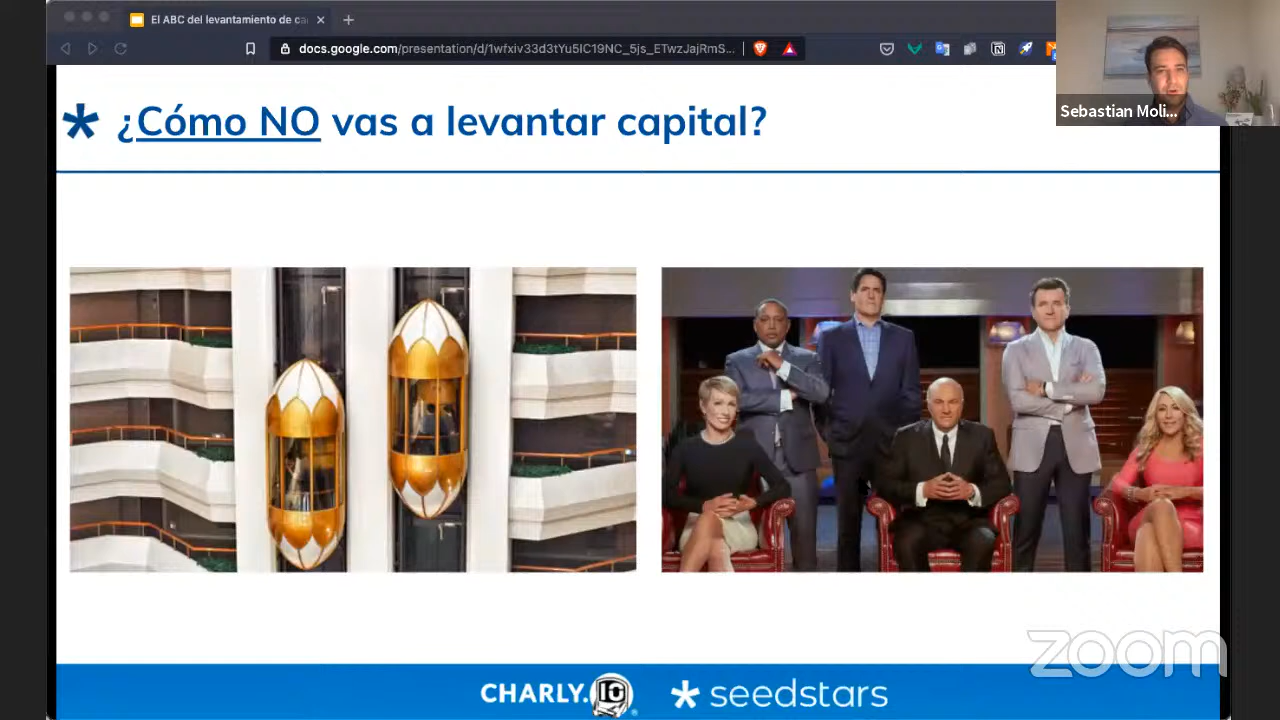 El ABC del levantamiento de ca
docs.google.com/presentation/d/1wfxiv33d3tYu5IC19NC_5js_ETwzJajRmS...
Sebastian Moli...
* ¿Cómo NO vas a levantar capital?
zoom
CHARLY.IO
* seedstars